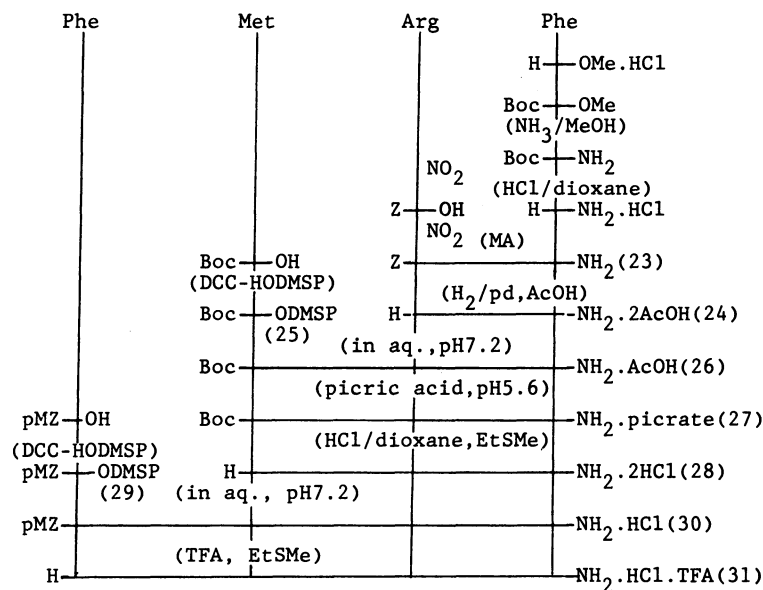 Phe Met Arg Phe
H OMe.HCl
Boc OMe
(NH3/MeOH)
Boc NH2
NO2
(HCl/dioxane)
Z OH H NH2.HCl
NO2 (MA)
Boc OH Z NH2(23)
(DCC-HODMSP) (H2/pd,AcOH)
Boc ODMSP H NH2.2AcOH(24)
(25)
(in aq.,pH7.2)
Boc NH2.AcOH(26)
(picric acid,pH5.6)
pMZ OH Boc NH2.picrate(27)
(DCC-HODMSP) (HCl/dioxane,EtSMe)
pMZ ODMSP H NH2.2HCl(28)
(29) (in aq., pH7.2)
pMZ NH2.HCl(30)
(TFA, EtSMe)
H NH2.HCl.TFA(31)